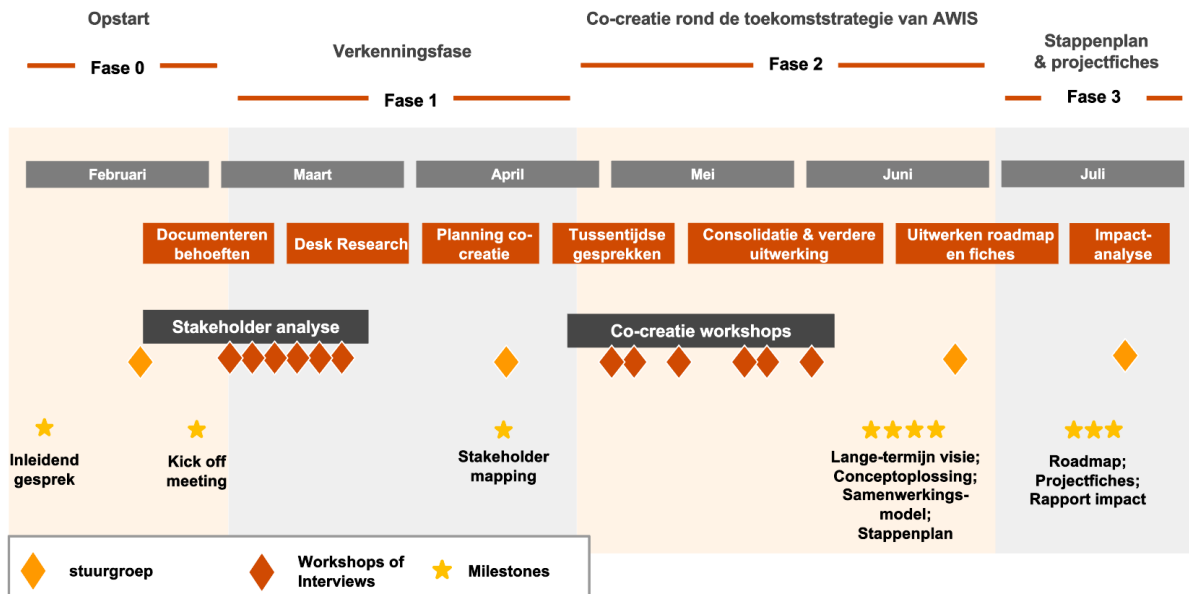 Opstart
Co-creatie rond de toekomststrategie van AWIS
Verkenningsfase
Stappenplan
& projectfiches
Fase 0
Fase 2
Fase 1
Fase 3
Februari
Maart
April
Mei
Juni
Juli
Documenteren
behoeften
Desk Research
Planning co-
creatie
Tussentijdse
gesprekken
Consolidatie & verdere
uitwerking
Uitwerken roadmap
en fiches
Impact-
analyse
Stakeholder analyse
Co-creatie workshops
Inleidend
gesprek
Kick off
meeting
Stakeholder
mapping
Lange-termijn visie;
Conceptoplossing;
Samenwerkings-
model;
Stappenplan
Roadmap;
Projectfiches;
Rapport impact
stuurgroep
Workshops of
Interviews
Milestones